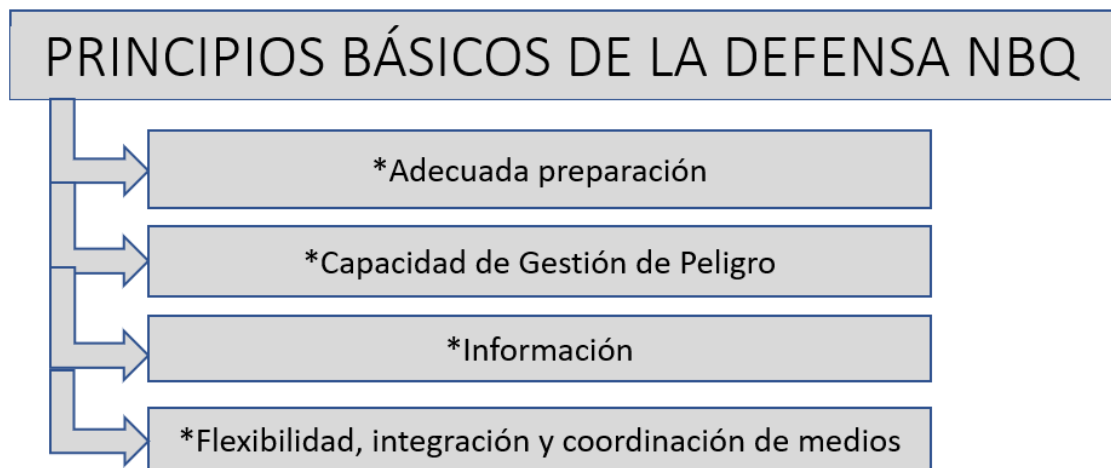 PRINCIPIOS BÁSICOS DE LA DEFENSA NBQ
*Adecuada preparación
*Capacidad de Gestión de Peligro
*Información
*Flexibilidad, integración y coordinación de medios